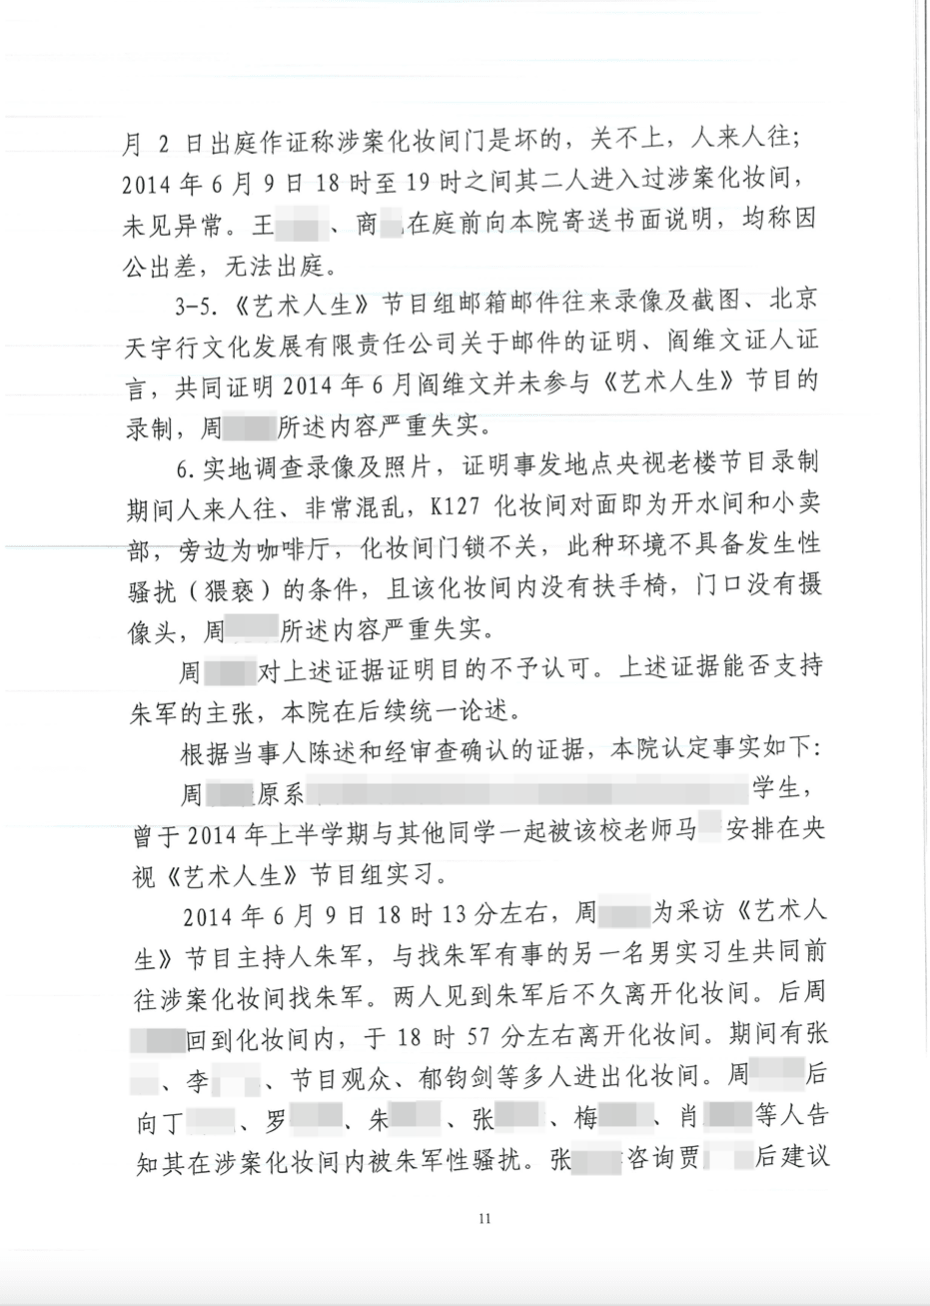 月 2 日出庭作证称涉案化妆间门是坏的，关不上，人来人往；
2014 年 6 月 9 日 18 时至 19 时之间其二人进入过涉案化妆间，
未见异常。王、商在庭前向本院寄送书面说明，均称因
公出差，无法出庭。
3-5.《艺术人生》节目组邮箱邮件往来录像及截图、北京
天宇行文化发展有限责任公司关于邮件的证明、阎维文证人证
言，共同证明 2014 年 6 月阎维文并未参与《艺术人生》节目的
录制，周所述内容严重失实。
6.实地调查录像及照片，证明事发地点央视老楼节目录制
期间人来人往、非常混乱，K127 化妆间对面即为开水间和小卖
部，旁边为咖啡厅，化妆间门锁不关，此种环境不具备发生性
骚扰（猥亵）的条件，且该化妆间内没有扶手椅，门口没有摄
像头，周所述内容严重失实。
周对上述证据证明目的不予认可。上述证据能否支持
朱军的主张，本院在后续统一论述。
根据当事人陈述和经审查确认的证据，本院认定事实如下：
周原系学生，
曾于 2014 年上半学期与其他同学一起被该校老师马安排在央
视《艺术人生》节目组实习。
2014 年 6 月 9 日 18 时 13 分左右，周为采访《艺术人
生》节目主持人朱军，与找朱军有事的另一名男实习生共同前
往涉案化妆间找朱军。两人见到朱军后不久离开化妆间。后周
回到化妆间内，于 18 时 57 分左右离开化妆间。期间有张
、李、节目观众、郁钧剑等多人进出化妆间。周后
向丁、罗、朱、张、梅、肖等人告
知其在涉案化妆间内被朱军性骚扰。张咨询贾后建议
11